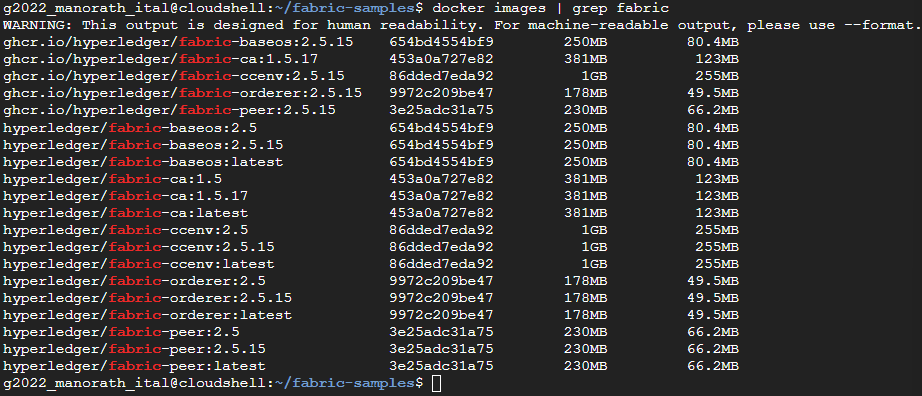 g2022_manorath_ital@cloudshell:~/fabric-samples$ docker images | grep fabric
WARNING: This output is designed for human readability. For machine-readable output, please use --format.
ghcr.io/hyperledger/fabric-baseos:2.5.15 654bd4554bf9 250MB 80.4MB
ghcr.io/hyperledger/fabric-ca:1.5.17 453a0a727e82 381MB 123MB
ghcr.io/hyperledger/fabric-ccenv:2.5.15 86dded7eda92 1GB 255MB
ghcr.io/hyperledger/fabric-orderer:2.5.15 9972c209be47 178MB 49.5MB
ghcr.io/hyperledger/fabric-peer:2.5.15 3e25adc31a75 230MB 66.2MB
hyperledger/fabric-baseos:2.5 654bd4554bf9 250MB 80.4MB
hyperledger/fabric-baseos:2.5.15 654bd4554bf9 250MB 80.4MB
hyperledger/fabric-baseos:latest 654bd4554bf9 250MB 80.4MB
hyperledger/fabric-ca:1.5 453a0a727e82 381MB 123MB
hyperledger/fabric-ca:1.5.17 453a0a727e82 381MB 123MB
hyperledger/fabric-ca:latest 453a0a727e82 381MB 123MB
hyperledger/fabric-ccenv:2.5 86dded7eda92 1GB 255MB
hyperledger/fabric-ccenv:2.5.15 86dded7eda92 1GB 255MB
hyperledger/fabric-ccenv:latest 86dded7eda92 1GB 255MB
hyperledger/fabric-orderer:2.5 9972c209be47 178MB 49.5MB
hyperledger/fabric-orderer:2.5.15 9972c209be47 178MB 49.5MB
hyperledger/fabric-orderer:latest 9972c209be47 178MB 49.5MB
hyperledger/fabric-peer:2.5 3e25adc31a75 230MB 66.2MB
hyperledger/fabric-peer:2.5.15 3e25adc31a75 230MB 66.2MB
hyperledger/fabric-peer:latest 3e25adc31a75 230MB 66.2MB
g2022_manorath_ital@cloudshell:~/fabric-samples$